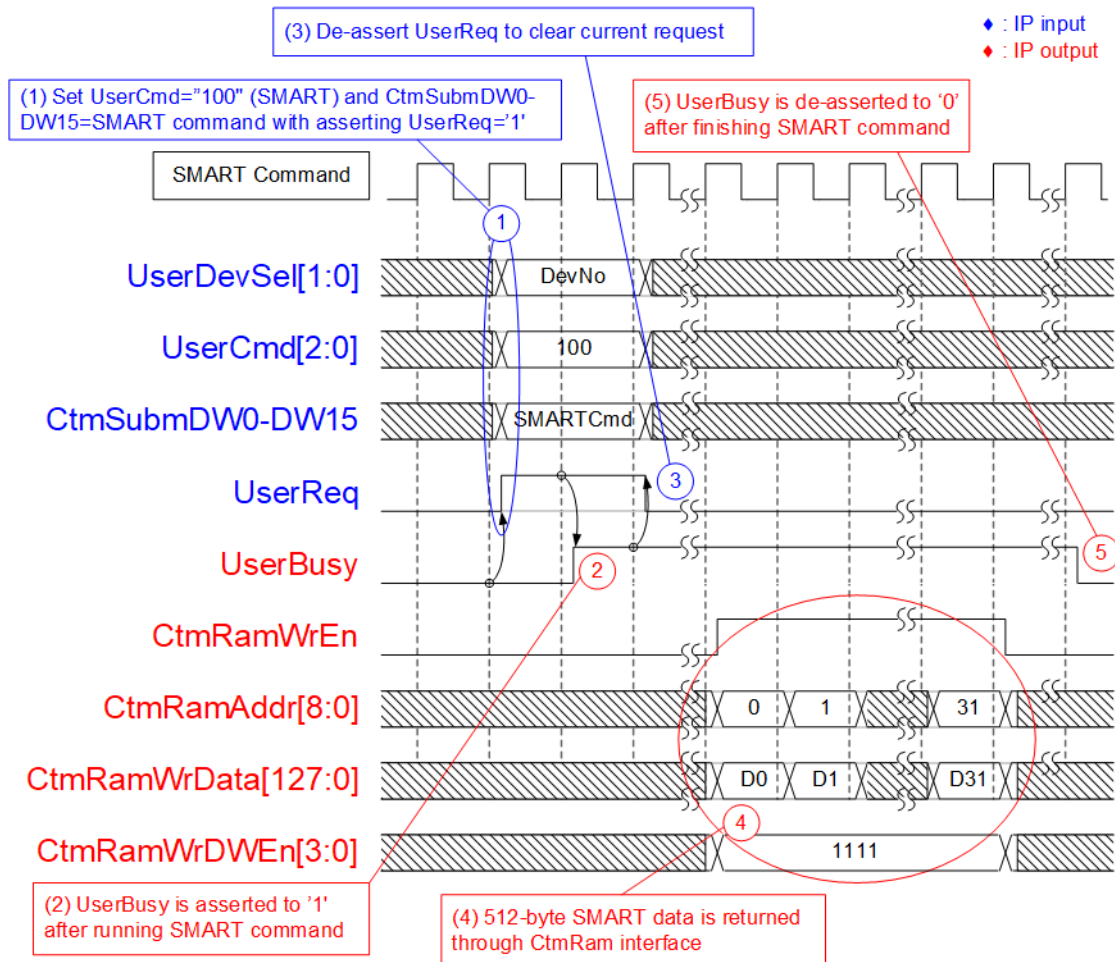 (3) De-assert UserReq to clear current request
♦ : IP input
♦ : IP output
(1) Set UserCmd="100" (SMART) and CtmSubmDW0-
DW15=SMART command with asserting UserReq='1'
(5) UserBusy is de-asserted to '0'
after finishing SMART command
SMART Command
1
UserDevSel[1:0]
DevNo
UserCmd[2:0]
100
CtmSubmDW0-DW15
SMARTCmd
UserReq
3
UserBusy
2
5
CtmRamWrEn
CtmRamAddr[8:0]
0
1
31
CtmRamWrData[127:0]
D0
D1
D31
4
CtmRamWrDWEn[3:0]
1111
(2) UserBusy is asserted to '1'
after running SMART command
(4) 512-byte SMART data is returned
through CtmRam interface